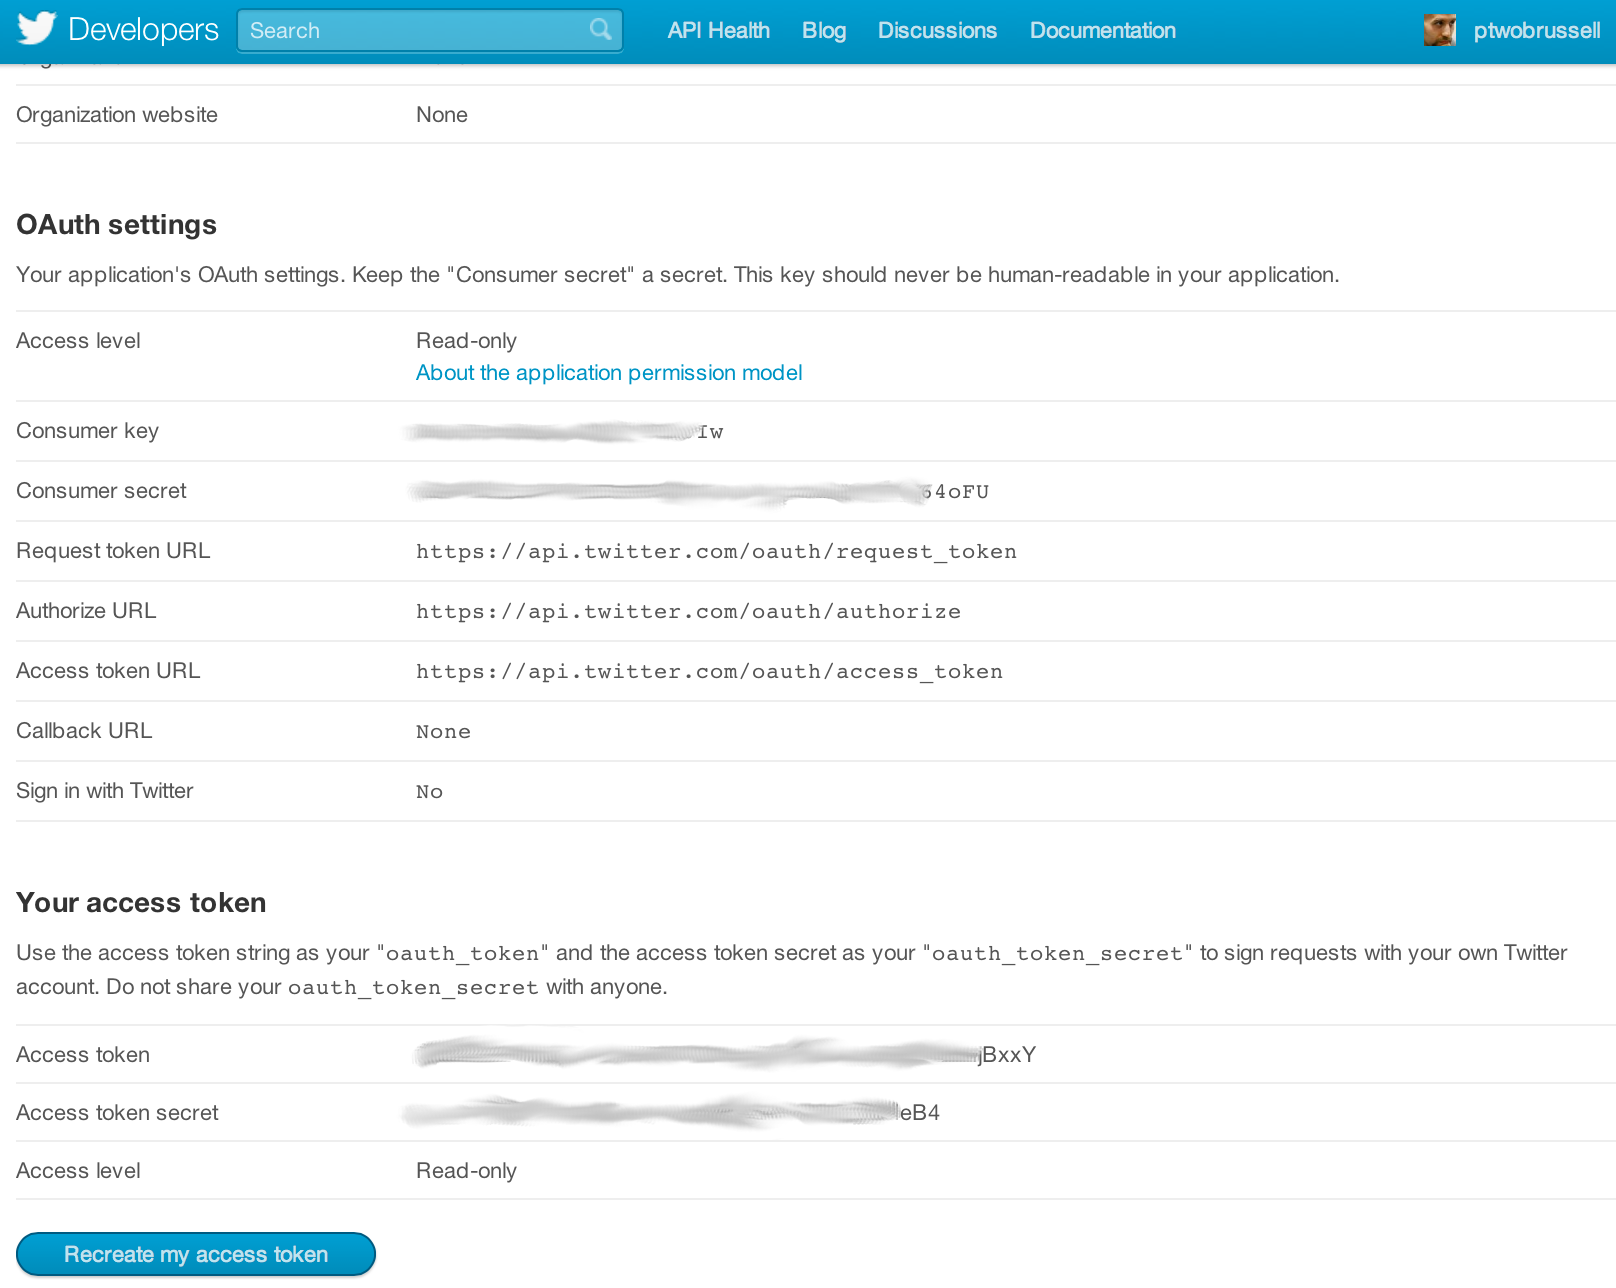 Developers
Search
API Health
Blog
Discussions
Documentation
ptwobrussell
Organization website
None
OAuth settings
Your application's OAuth settings. Keep the "Consumer secret" a secret. This key should never be human-readable in your application.
Access level
Read-only
About the application permission model
Consumer key
Iw
Consumer secret
4oFU
Request token URL
https://api.twitter.com/oauth/request_token
Authorize URL
https://api.twitter.com/oauth/authorize
Access token URL
https://api.twitter.com/oauth/access_token
Callback URL
None
Sign in with Twitter
No
Your access token
Use the access token string as your "oauth_token" and the access token secret as your "oauth_token_secret" to sign requests with your own Twitter
account. Do not share your oauth_token_secret with anyone.
Access token
jBxxY
Access token secret
eB4
Access level
Read-only
Recreate my access token